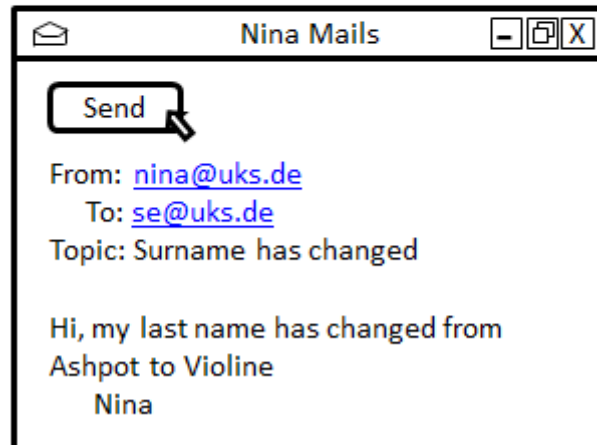 Nina Mails
Send
From: nina@uks.de
To: se@uks.de
Topic: Surname has changed
Hi, my last name has changed from
Ashpot to Violine
Nina